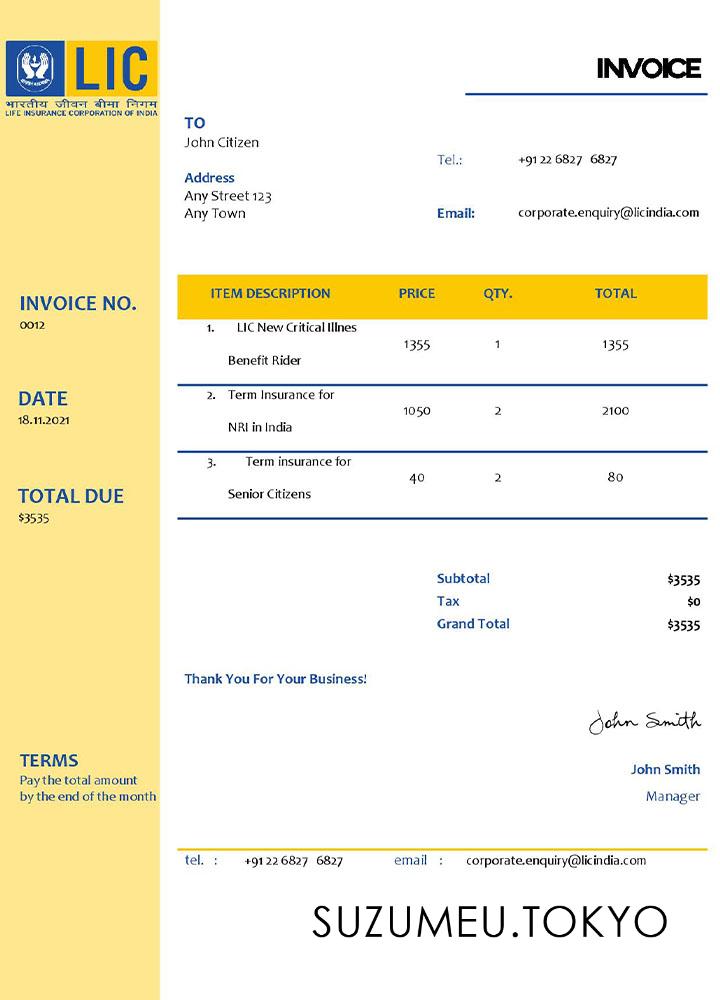 LIC
भारतीय जीवन बीमा निगम
LIFE INSURANCE CORPORATION OF INDIA
INVOICE
TO
John Citizen
Tel.: +91 22 6827 6827
Address
Any Street 123
Any Town
Email: corporate.enquiry@licindia.com
INVOICE NO.
0012
DATE
18.11.2021
TOTAL DUE
$3535
ITEM DESCRIPTION PRICE QTY. TOTAL
1. LIC New Critical Illnes
Benefit Rider
1355 1 1355
2. Term Insurance for
NRI in India
1050 2 2100
3. Term insurance for
Senior Citizens
40 2 80
Subtotal $3535
Tax $0
Grand Total $3535
Thank You For Your Business!
John Smith
John Smith
Manager
TERMS
Pay the total amount
by the end of the month
tel. : +91 22 6827 6827 email : corporate.enquiry@licindia.com
SUZUMEU.TOKYO